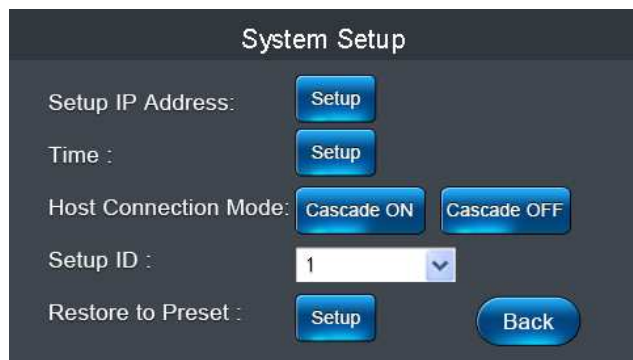 System Setup
Setup IP Address: Setup
Time : Setup
Host Connection Mode: Cascade ON Cascade OFF
Setup ID : 1
Restore to Preset : Setup Back